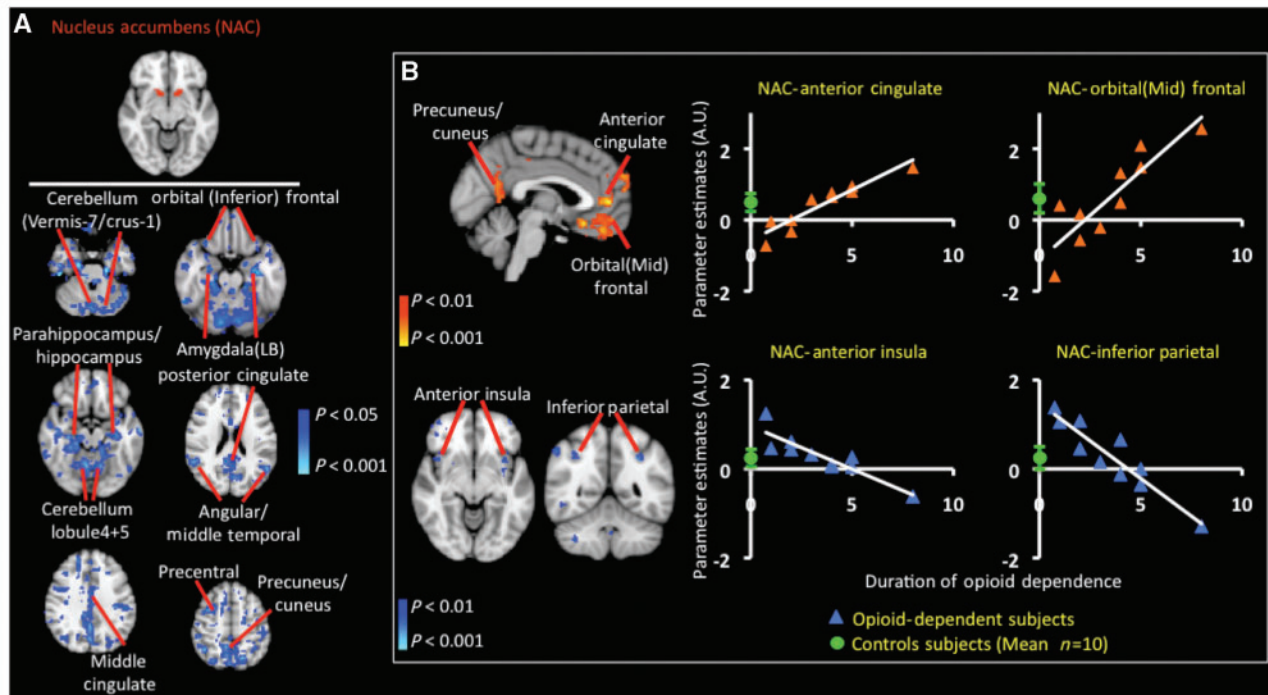 A
Nucleus accumbens (NAC)
Cerebellum
(Vermis-7/crus-1)
orbital (Inferior) frontal
Parahippocampus/
hippocampus
Amygdala(LB)
posterior cingulate
P < 0.05
P < 0.001
Cerebellum
lobule4+5
Angular/
middle temporal
Precentral
Precuneus/
cuneus
Middle
cingulate
B
Precuneus/
cuneus
Anterior
cingulate
Orbital(Mid)
frontal
P < 0.01
P < 0.001
NAC-anterior cingulate
Parameter estimates (A.U.)
2
0
-2
0
5
10
NAC-orbital(Mid) frontal
2
0
-2
0
5
10
Anterior insula
Inferior parietal
P < 0.01
P < 0.001
NAC-anterior insula
Parameter estimates (A.U.)
2
0
-2
0
5
10
NAC-inferior parietal
2
0
-2
0
5
10
Duration of opioid dependence
Opioid-dependent subjects
Controls subjects (Mean n=10)